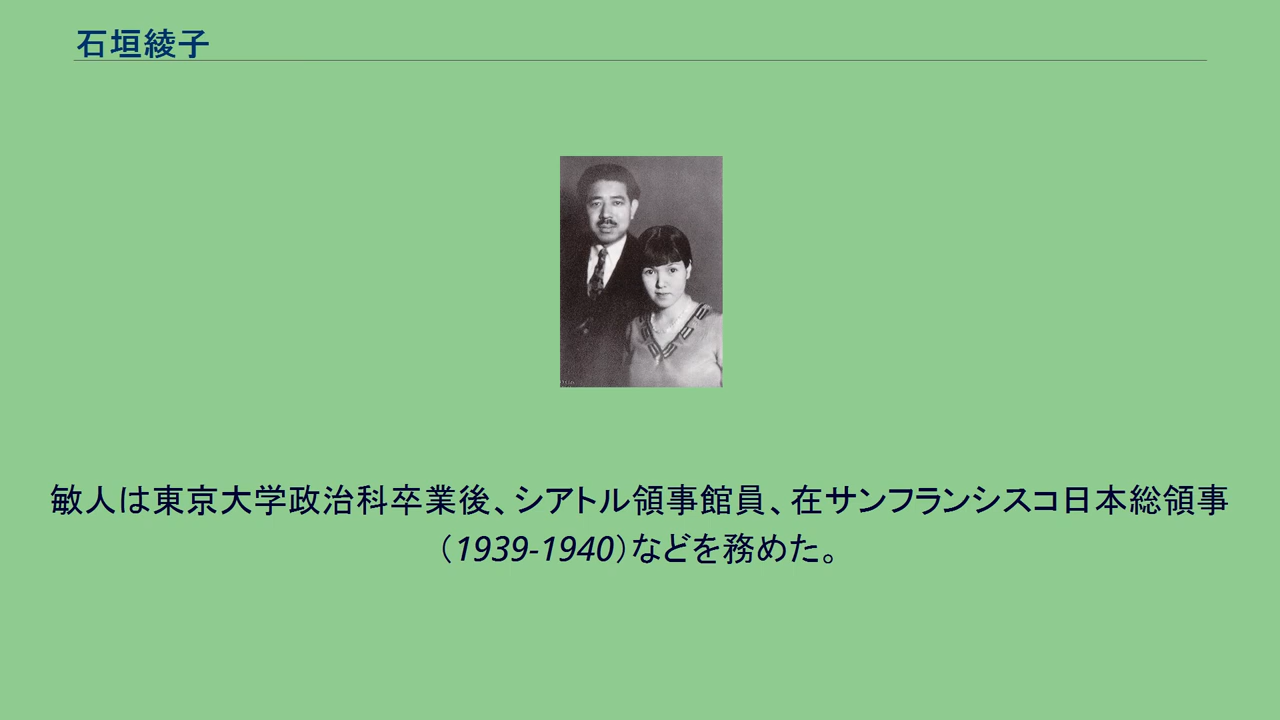 石垣綾子
敏人は東京大学政治科卒業後、シアトル領事館員、在サンフランシスコ日本総領事
（1939-1940）などを務めた。